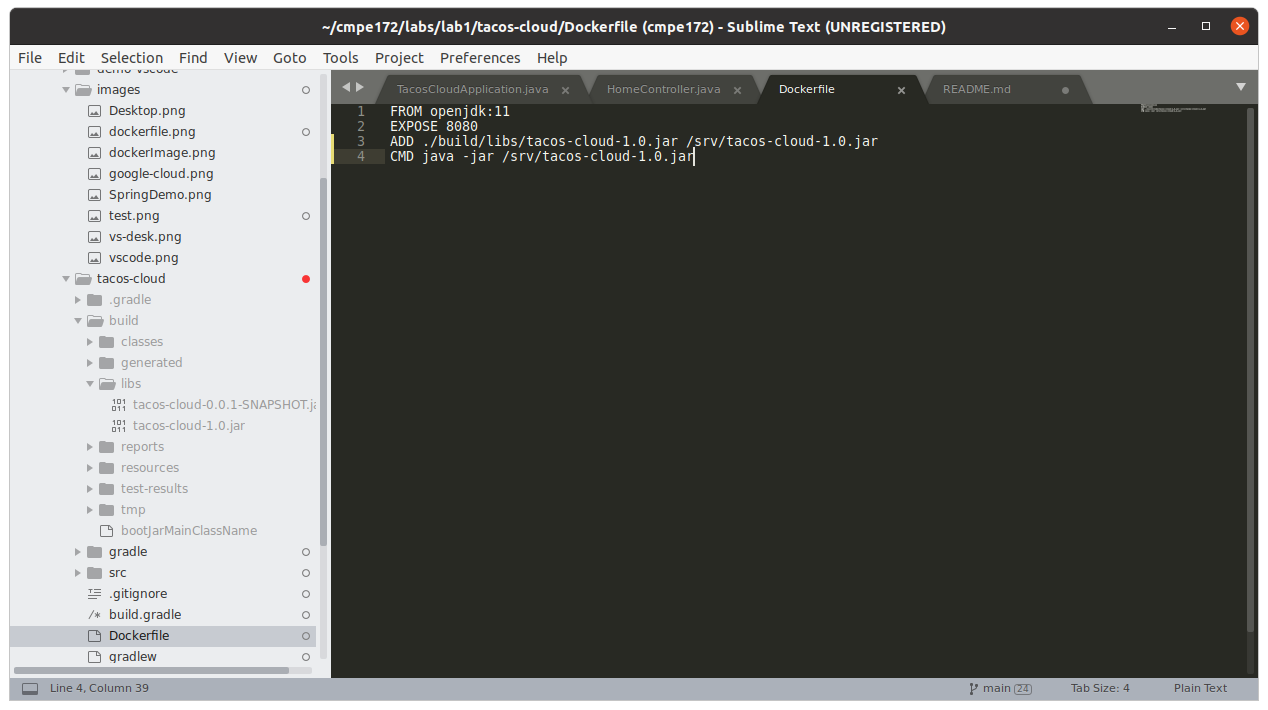 ~/cmpe172/labs/lab1/tacos-cloud/Dockerfile (cmpe172) - Sublime Text (UNREGISTERED)
File Edit Selection Find View Goto Tools Project Preferences Help
demo-vscode
images
Desktop.png
dockerfile.png
dockerImage.png
google-cloud.png
SpringDemo.png
test.png
vs-desk.png
vscode.png
tacos-cloud
.gradle
build
classes
generated
libs
tacos-cloud-0.0.1-SNAPSHOT.ja
tacos-cloud-1.0.jar
reports
resources
test-results
tmp
bootJarMainClassName
gradle
src
.gitignore
/* build.gradle
Dockerfile
gradlew
TacosCloudApplication.java HomeController.java Dockerfile README.md
1 FROM openjdk:11
2 EXPOSE 8080
3 ADD ./build/libs/tacos-cloud-1.0.jar /srv/tacos-cloud-1.0.jar
4 CMD java -jar /srv/tacos-cloud-1.0.jar
Line 4, Column 39 main 24 Tab Size: 4 Plain Text